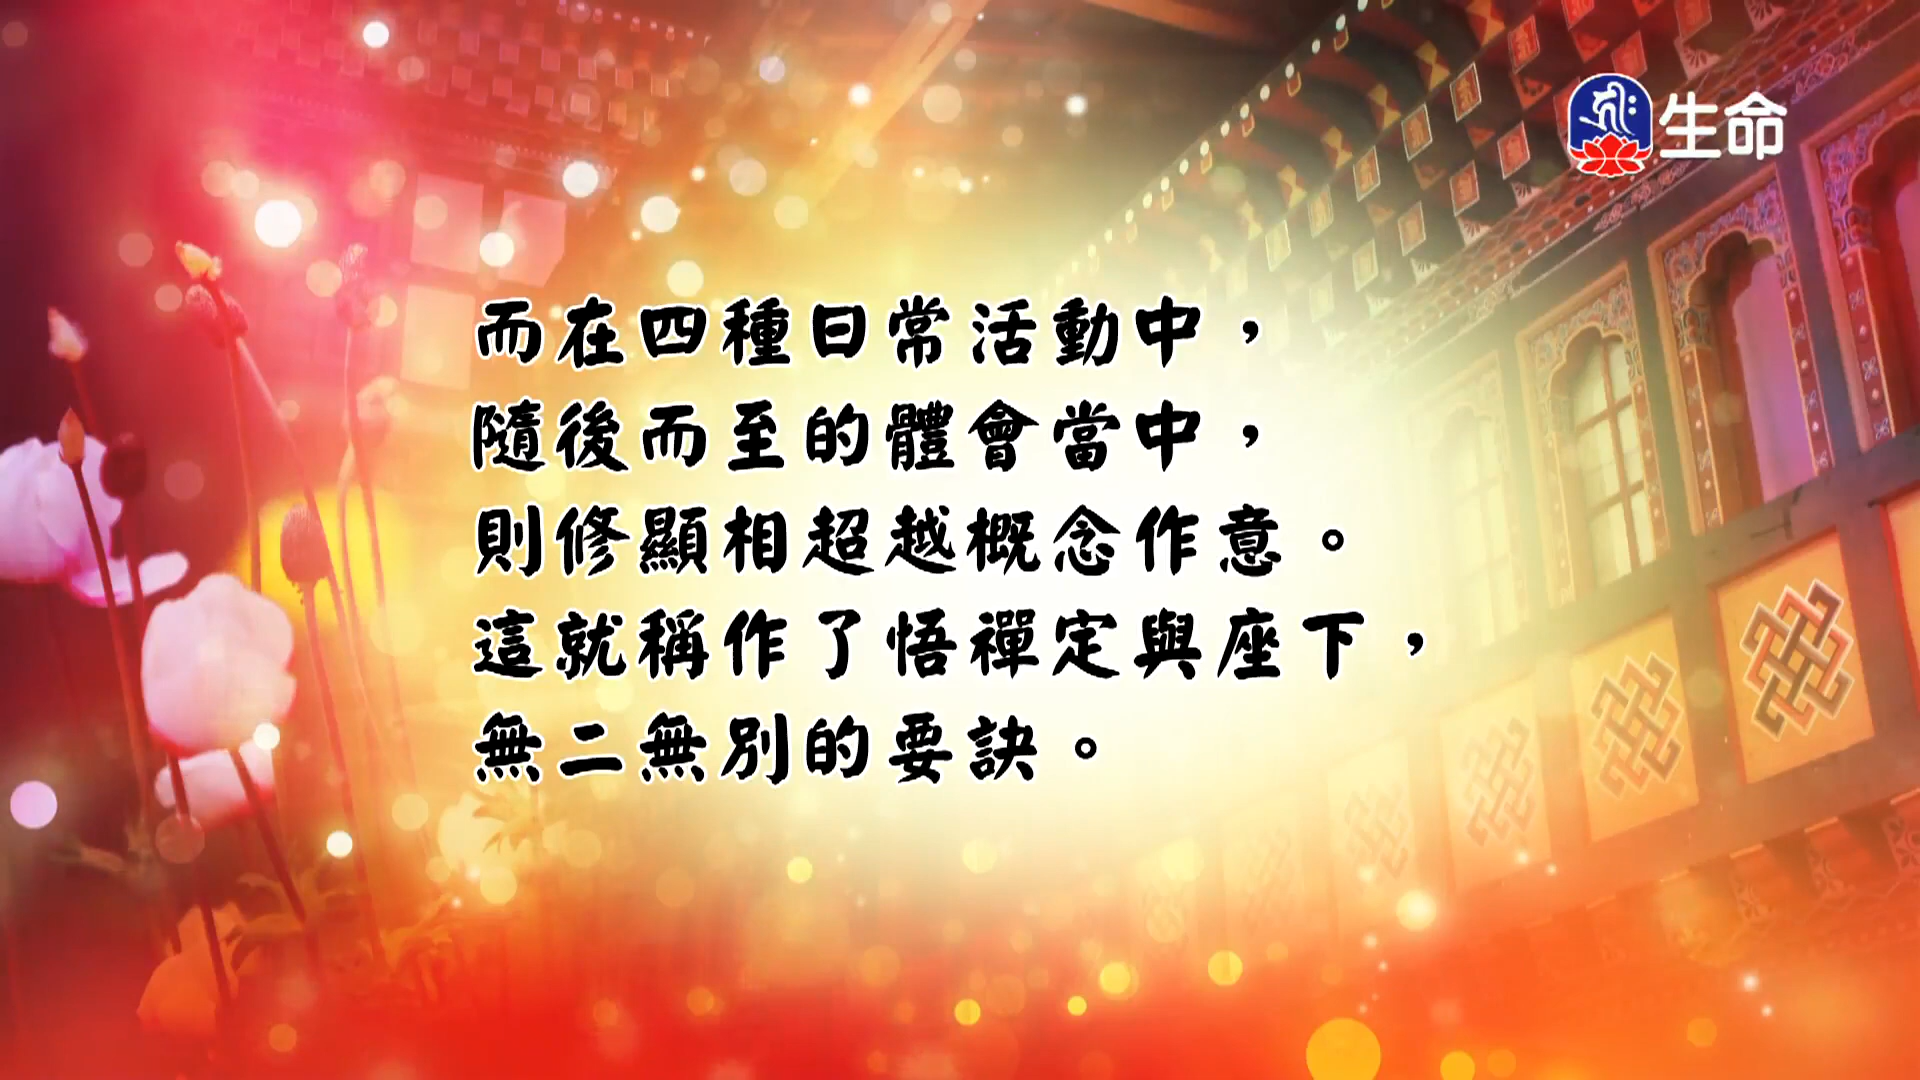 生命
而在四種日常活動中，
隨後而至的體會當中，
則修顯相超越概念作意。
這就稱作了悟禪定與座下，
無二無別的要訣。